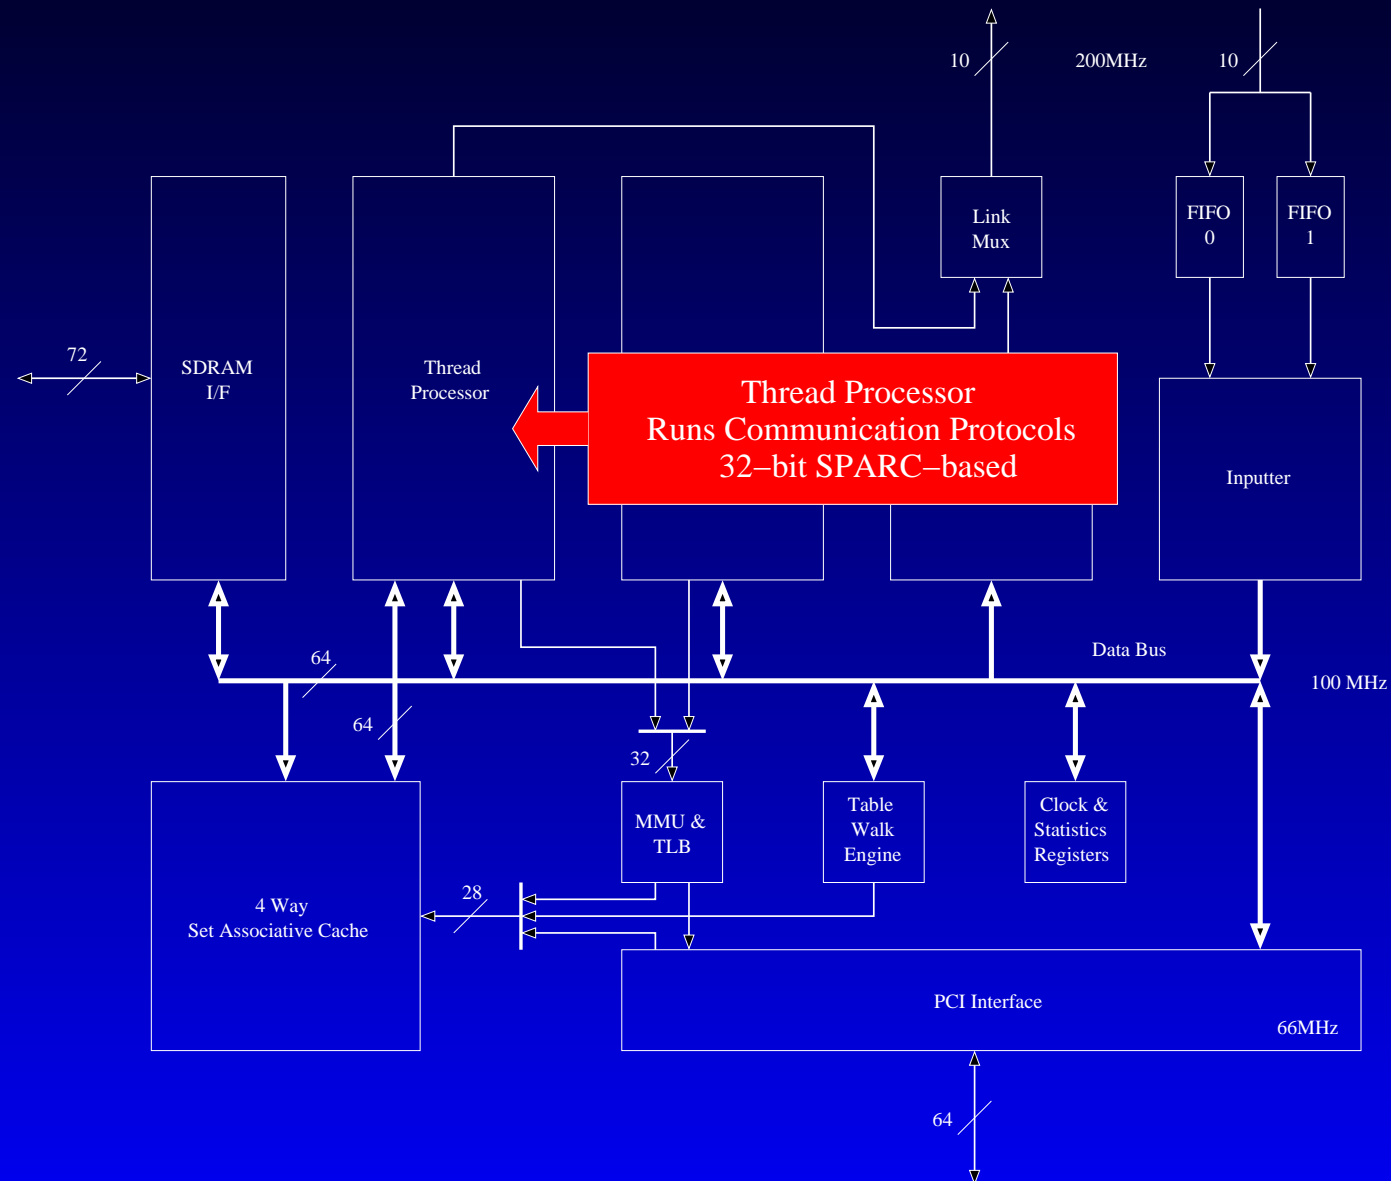 10
200MHz
10
Link
Mux
FIFO
0
FIFO
1
72
SDRAM
I/F
Thread
Processor
Thread Processor
Runs Communication Protocols
32−bit SPARC−based
Inputter
Data Bus
64
100 MHz
64
32
MMU &
TLB
Table
Walk
Engine
Clock &
Statistics
Registers
28
4 Way
Set Associative Cache
PCI Interface
66MHz
64